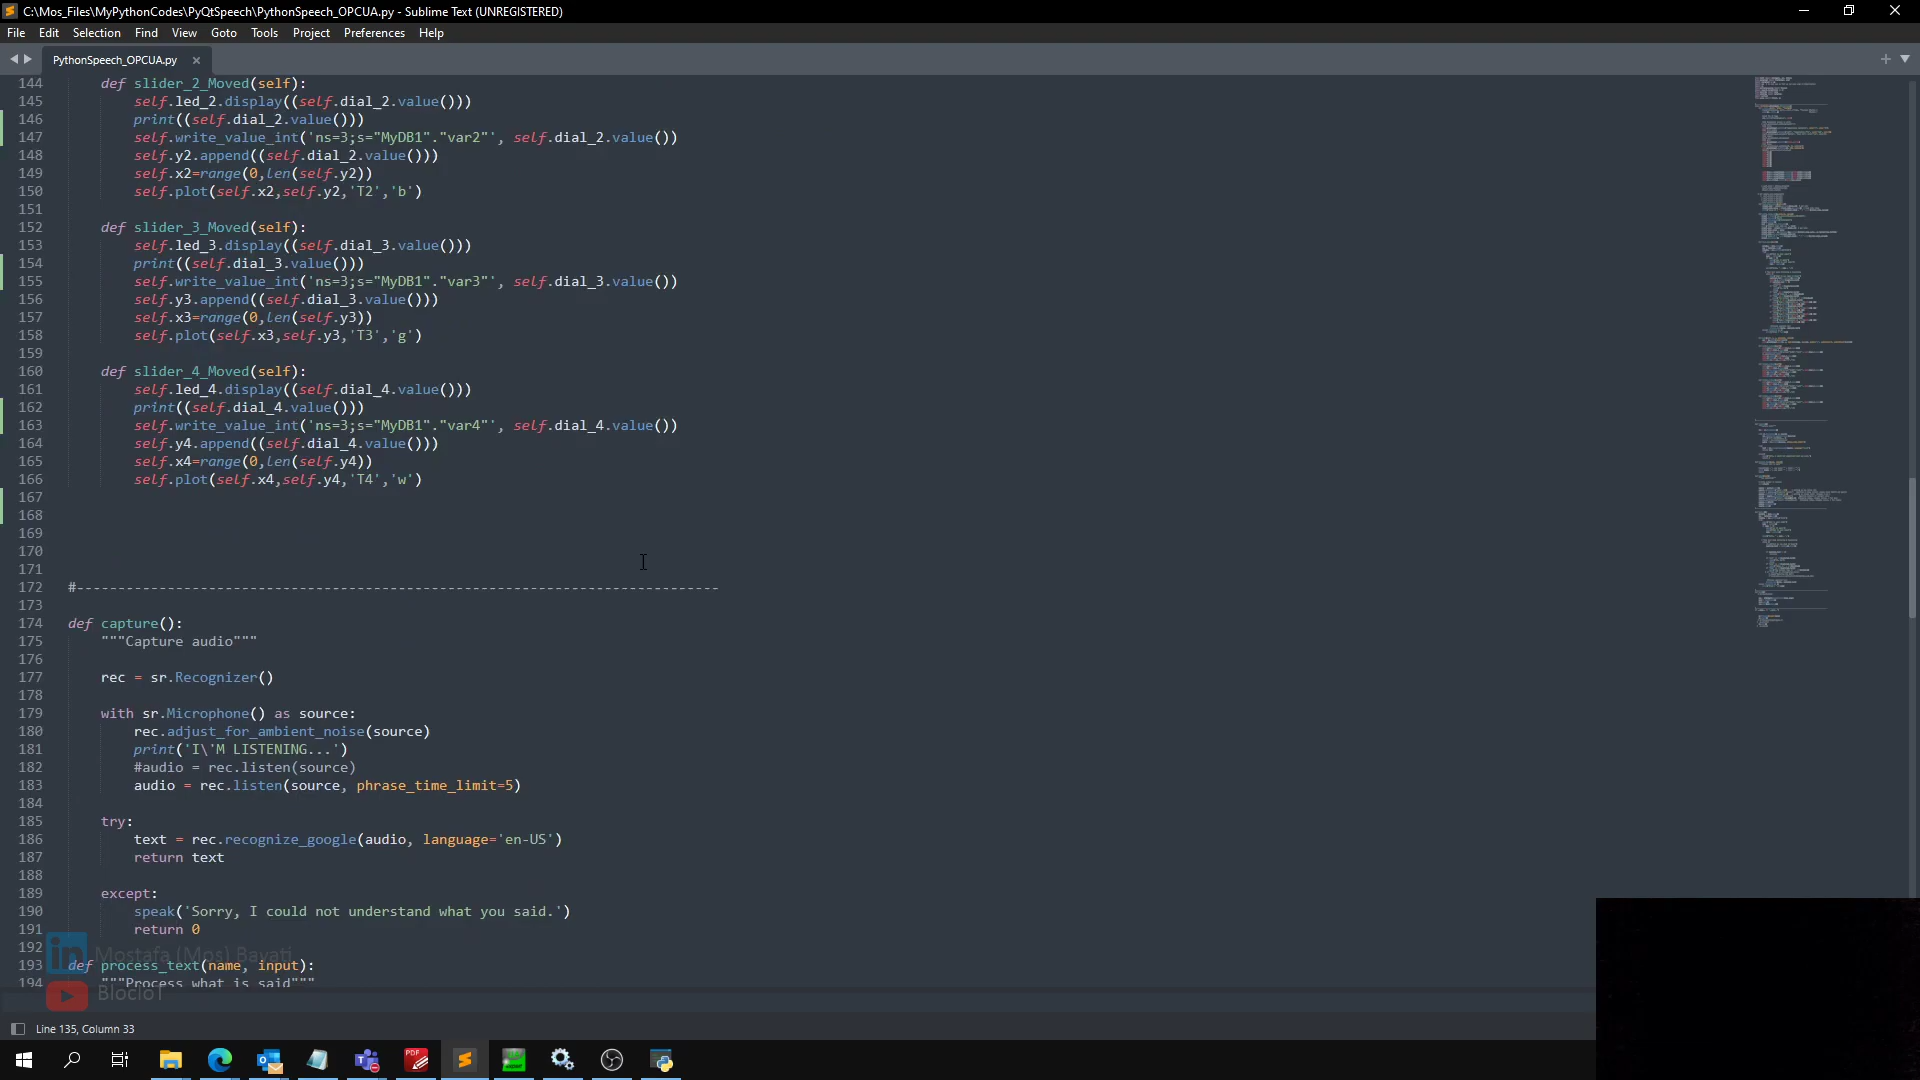 C:\Mos_Files\MyPythonCodes\PyQtSpeech\PythonSpeech_OPCUA.py - Sublime Text (UNREGISTERED)
File Edit Selection Find View Goto Tools Project Preferences Help
PythonSpeech_OPCUA.py
144 def slider_2_Moved(self):
145 self.led_2.display((self.dial_2.value()))
146 print((self.dial_2.value()))
147 self.write_value_int('ns=3;s="MyDB1"."var2"', self.dial_2.value())
148 self.y2.append((self.dial_2.value()))
149 self.x2=range(0,len(self.y2))
150 self.plot(self.x2,self.y2,'T2','b')
151
152 def slider_3_Moved(self):
153 self.led_3.display((self.dial_3.value()))
154 print((self.dial_3.value()))
155 self.write_value_int('ns=3;s="MyDB1"."var3"', self.dial_3.value())
156 self.y3.append((self.dial_3.value()))
157 self.x3=range(0,len(self.y3))
158 self.plot(self.x3,self.y3,'T3','g')
159
160 def slider_4_Moved(self):
161 self.led_4.display((self.dial_4.value()))
162 print((self.dial_4.value()))
163 self.write_value_int('ns=3;s="MyDB1"."var4"', self.dial_4.value())
164 self.y4.append((self.dial_4.value()))
165 self.x4=range(0,len(self.y4))
166 self.plot(self.x4,self.y4,'T4','w')
167
168
169
170
171
172 #------------------------------------------------------------------------------
173
174 def capture():
175 """Capture audio"""
176
177 rec = sr.Recognizer()
178
179 with sr.Microphone() as source:
180 rec.adjust_for_ambient_noise(source)
181 print('I\'M LISTENING...')
182 #audio = rec.listen(source)
183 audio = rec.listen(source, phrase_time_limit=5)
184
185 try:
186 text = rec.recognize_google(audio, language='en-US')
187 return text
188
189 except:
190 speak('Sorry, I could not understand what you said.')
191 return 0
192
Mostafa (Mos) Bayati
193 def process_text(name, input):
194 """Process what is said"""
BlocIoT
Line 135, Column 33